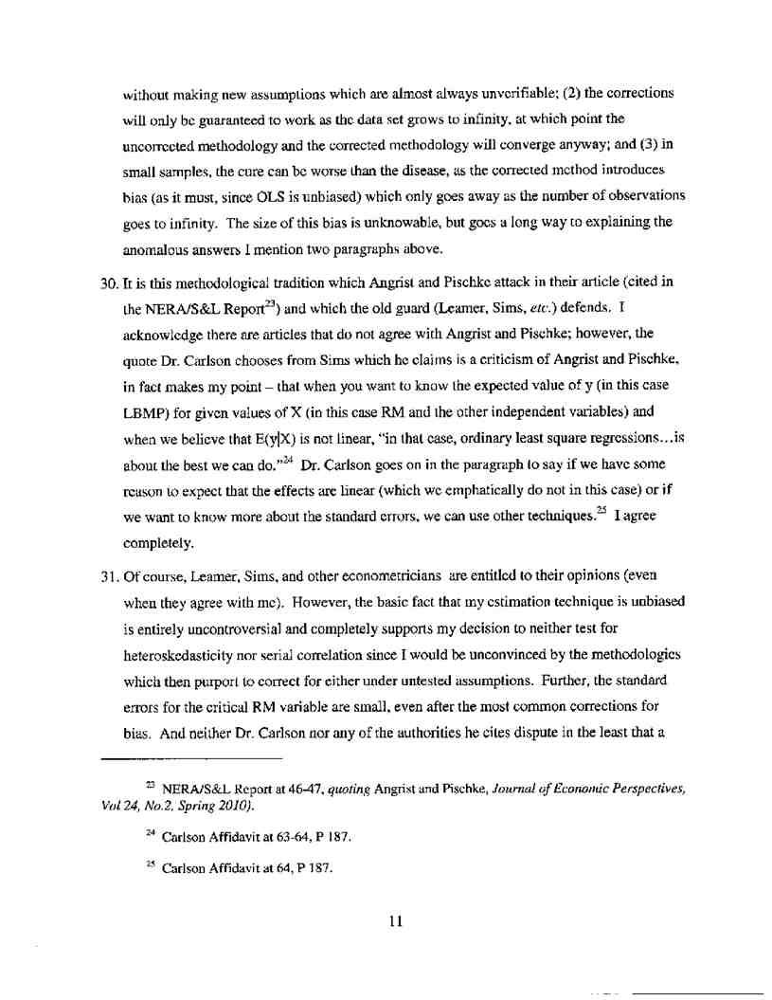 without making new assumptions which are almost always unverifiable; (2) the corrections
will only be guaranteed to work as the data set grows to infinity, at which point the
uncorrected methodology and the corrected methodology will converge anyway; and (3) in
small samples, the cure can be worse than the disease, as the corrected method introduces
bias (as it must, since OLS is unbiased) which only goes away as the number of observations
goes to infinity. The size of this bias is unknowable, but goes a long way to explaining the
anomalous answers I mention two paragraphs above.
30. It is this methodological tradition which Angrist and Pischke attack in their article (cited in
the NERA/S&L Report23) and which the old guard (Leamer, Sims, etc.) defends. I
acknowledge there are articles that do not agree with Angrist and Pischke; however, the
quote Dr. Carlson chooses from Sims which he claims is a criticism of Angrist and Pischke,
in fact makes my point – that when you want to know the expected value of y (in this case
LBMP) for given values of X (in this case RM and the other independent variables) and
when we believe that E(y|X) is not linear, “in that case, ordinary least square regressions…is
about the best we can do.”24 Dr. Carlson goes on in the paragraph to say if we have some
reason to expect that the effects are linear (which we emphatically do not in this case) or if
we want to know more about the standard errors, we can use other techniques.25 I agree
completely.
31. Of course, Leamer, Sims, and other econometricians are entitled to their opinions (even
when they agree with me). However, the basic fact that my estimation technique is unbiased
is entirely uncontroversial and completely supports my decision to neither test for
heteroskedasticity nor serial correlation since I would be unconvinced by the methodologies
which then purport to correct for either under untested assumptions. Further, the standard
errors for the critical RM variable are small, even after the most common corrections for
bias. And neither Dr. Carlson nor any of the authorities he cites dispute in the least that a
23 NERA/S&L Report at 46-47, quoting Angrist and Pischke, Journal of Economic Perspectives,
Vol 24, No.2, Spring 2010).
24 Carlson Affidavit at 63-64, P 187.
25 Carlson Affidavit at 64, P 187.
11